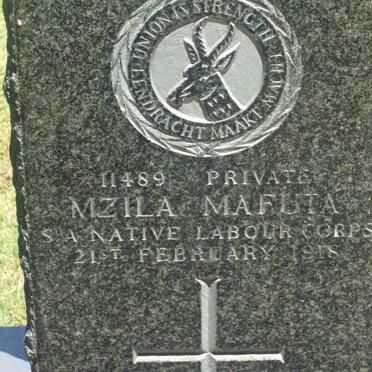 UNION IS STRENGTH
EENDRACHT MAAKT MACHT
11489 PRIVATE
MZILA MAFUTA
S.A. NATIVE LABOUR CORPS
21ST FEBRUARY 1918